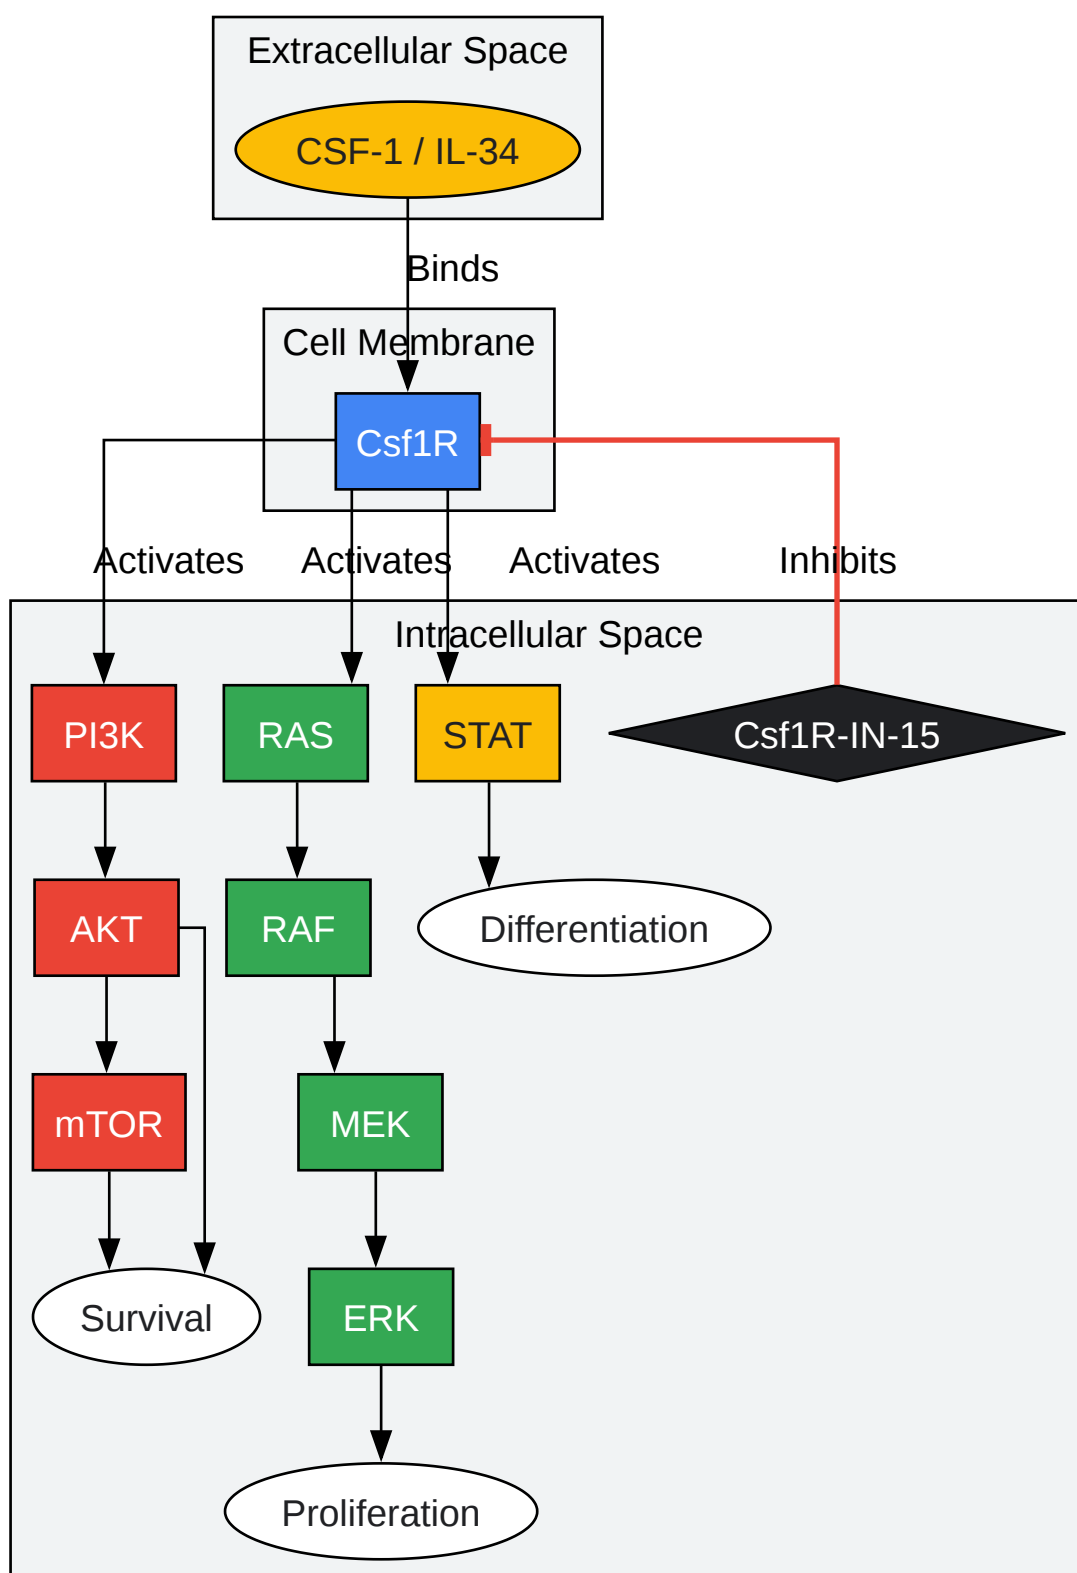 Extracellular Space
CSF-1 / IL-34
Binds
Cell Membrane
Csf1R
Activates
Activates
Activates
Inhibits
Intracellular Space
PI3K
RAS
STAT
Csf1R-IN-15
AKT
RAF
Differentiation
mTOR
MEK
Survival
ERK
Proliferation